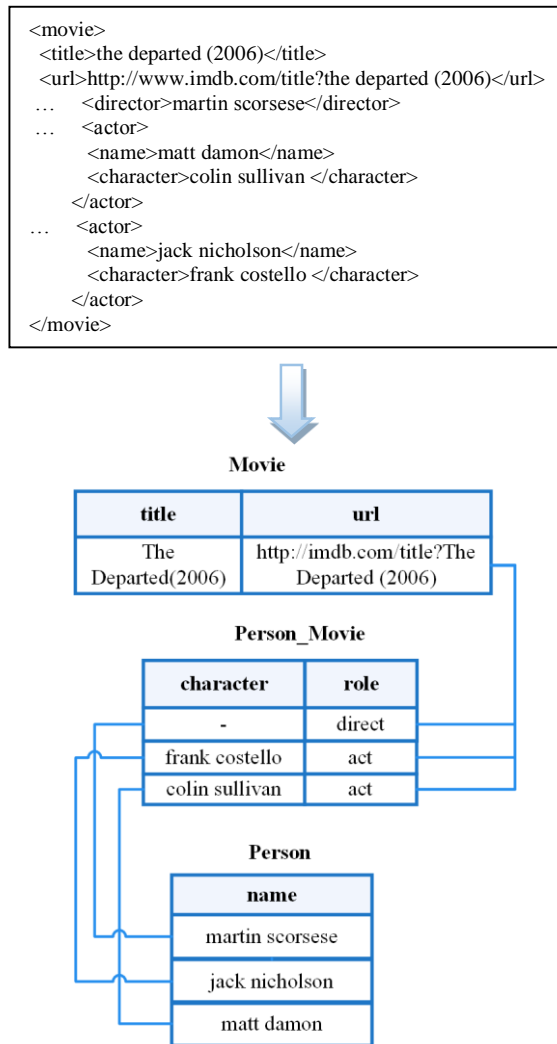 <movie>
<title>the departed (2006)</title>
<url>http://www.imdb.com/title?the departed (2006)</url>
… <director>martin scorsese</director>
… <actor>
<name>matt damon</name>
<character>colin sullivan </character>
</actor>
… <actor>
<name>jack nicholson</name>
<character>frank costello </character>
</actor>
</movie>
Movie
title url
The http://imdb.com/title?The
Departed(2006) Departed (2006)
Person_Movie
character role
- direct
frank costello act
colin sullivan act
Person
name
martin scorsese
jack nicholson
matt damon